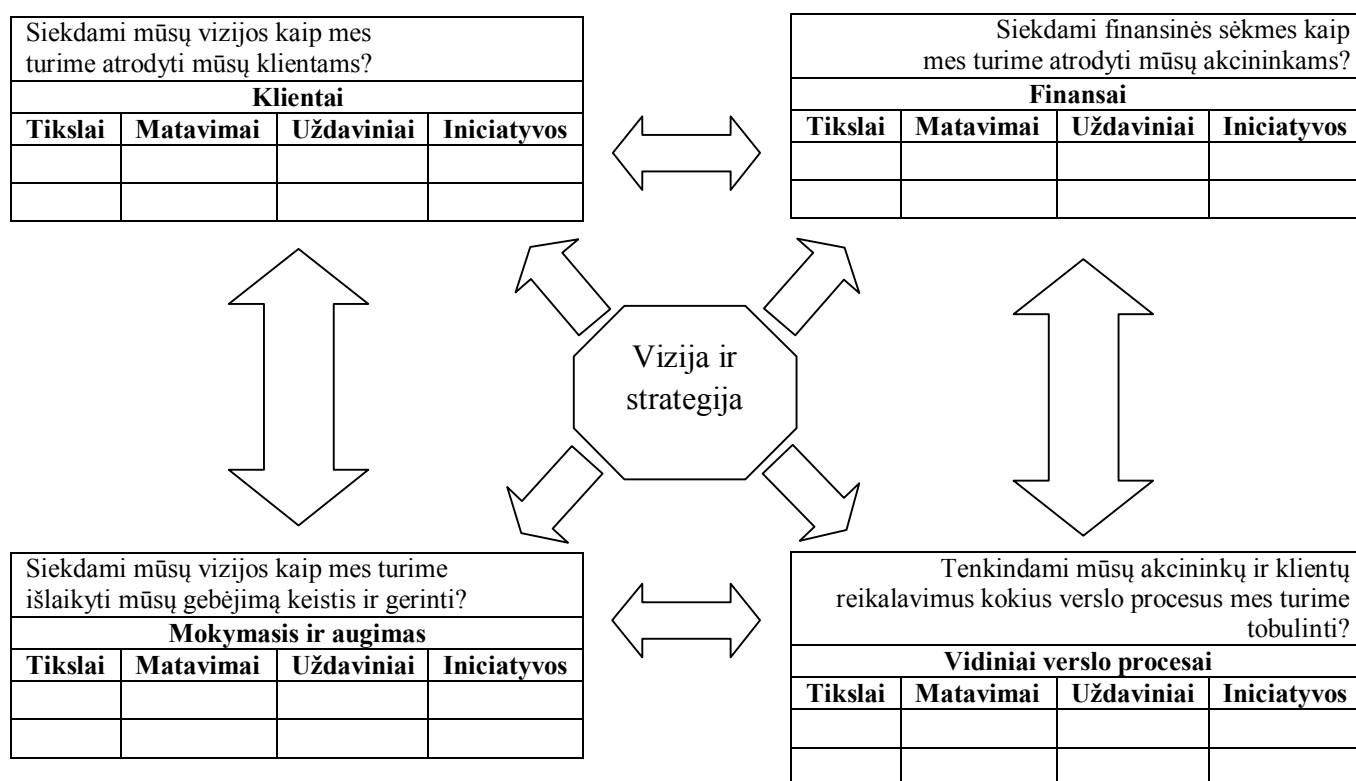 Siekdami mūsų vizijos kaip mes
turime atrodyti mūsų klientams?
Klientai
Tikslai Matavimai Uždaviniai Iniciatyvos
Siekdami finansinės sėkmes kaip
mes turime atrodyti mūsų akcininkams?
Finansai
Tikslai Matavimai Uždaviniai Iniciatyvos
Vizija ir
strategija
Siekdami mūsų vizijos kaip mes turime
išlaikyti mūsų gebėjimą keistis ir gerinti?
Mokymasis ir augimas
Tikslai Matavimai Uždaviniai Iniciatyvos
Tenkindami mūsų akcininkų ir klientų
reikalavimus kokius verslo procesus mes turime
tobulinti?
Vidiniai verslo procesai
Tikslai Matavimai Uždaviniai Iniciatyvos